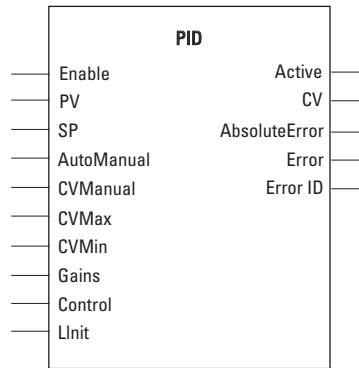 PID
Enable
Active
PV
CV
SP
AbsoluteError
AutoManual
Error
CVManual
Error ID
CVMax
CVMin
Gains
Control
LInit